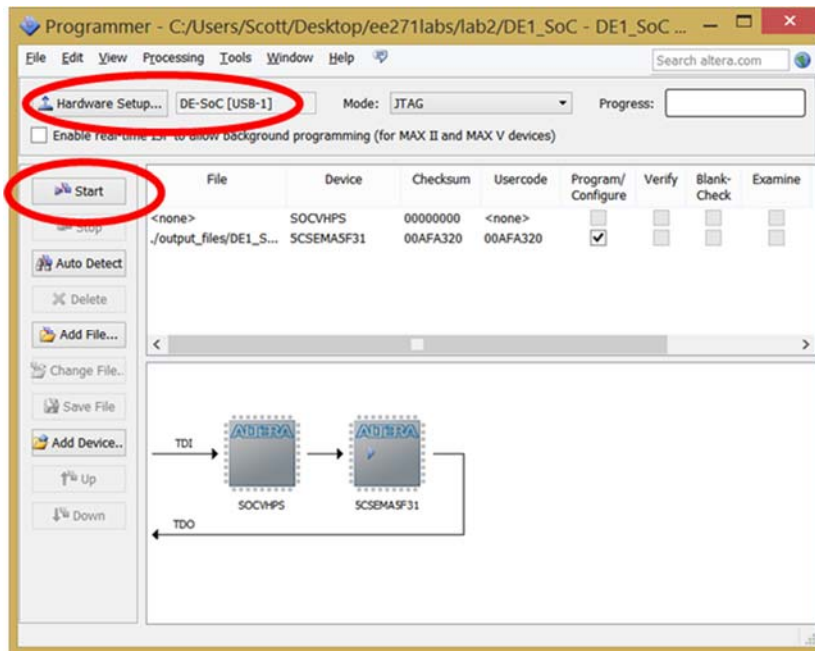 Programmer - C:/Users/Scott/Desktop/ee271labs/lab2/DE1_SoC - DE1_SoC ...
File Edit View Processing Tools Window Help
Search altera.com
Hardware Setup... DE-SoC [USB-1] Mode: JTAG Progress:
Enable real-time ISP to allow background programming (for MAX II and MAX V devices)
Start
Stop
Auto Detect
Delete
Add File...
Change File..
Save File
Add Device..
Up
Down
File Device Checksum Usercode Program/ Verify Blank- Examine
Configure Check
<none> SOCVHPS 00000000 <none>
./output_files/DE1_S... 5CSEMA5F31 00AFA320 00AFA320
TDI
ALTERA ALTERA
SOCVHPS 5CSEMA5F31
TDO